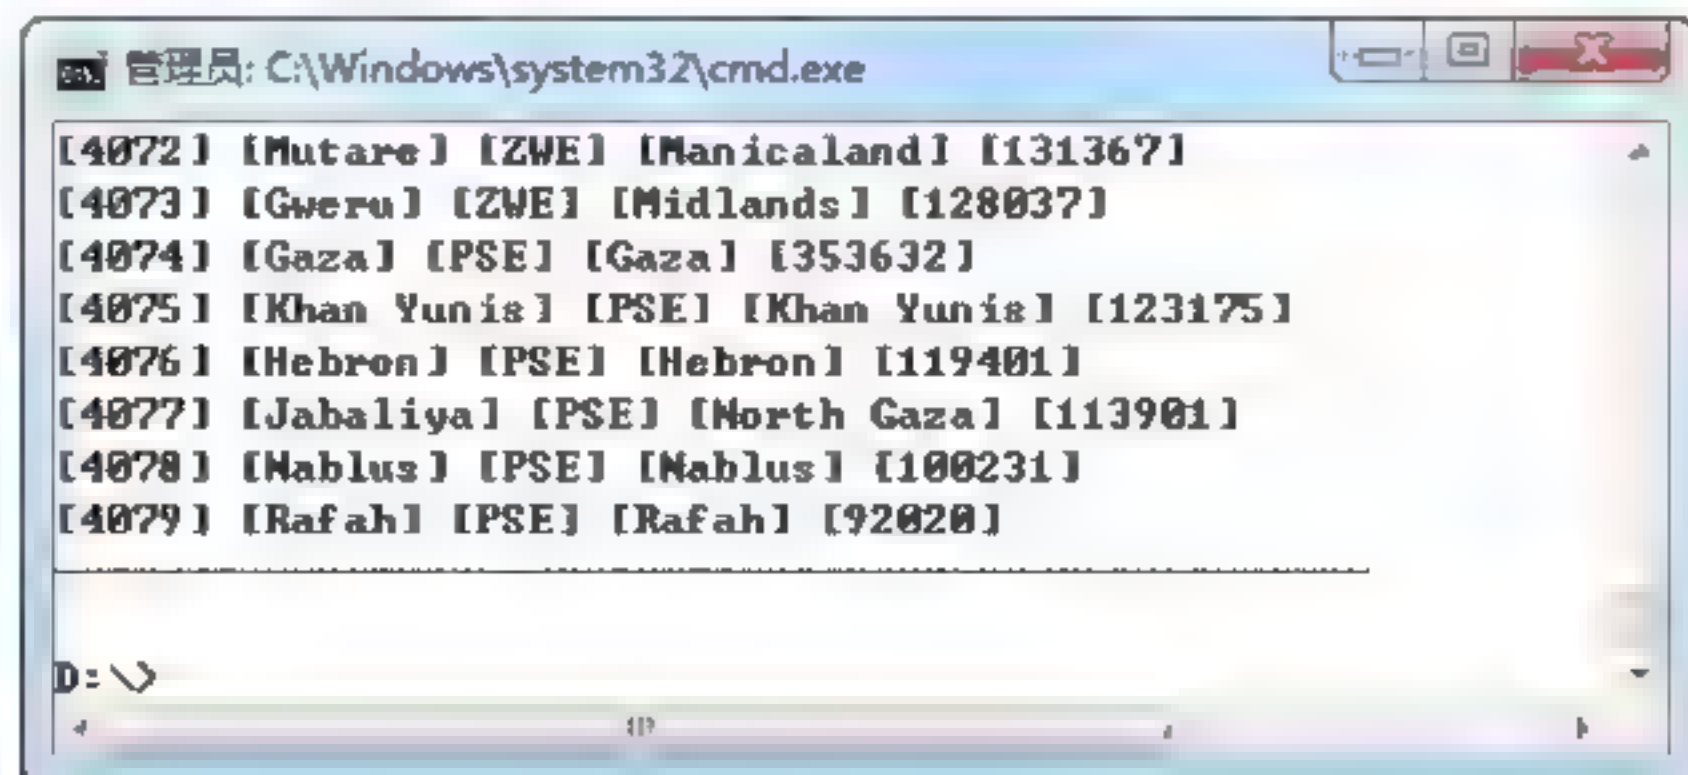 管理员: C:\Windows\system32\cmd.exe
[4072] [Mutare] [ZWE] [Manicaland] [131367]
[4073] [Gweru] [ZWE] [Midlands] [128037]
[4074] [Gaza] [PSE] [Gaza] [353632]
[4075] [Khan Yunis] [PSE] [Khan Yunis] [123175]
[4076] [Hebron] [PSE] [Hebron] [119401]
[4077] [Jabaliya] [PSE] [North Gaza] [113901]
[4078] [Nablus] [PSE] [Nablus] [100231]
[4079] [Rafah] [PSE] [Rafah] [92020]
D:\>